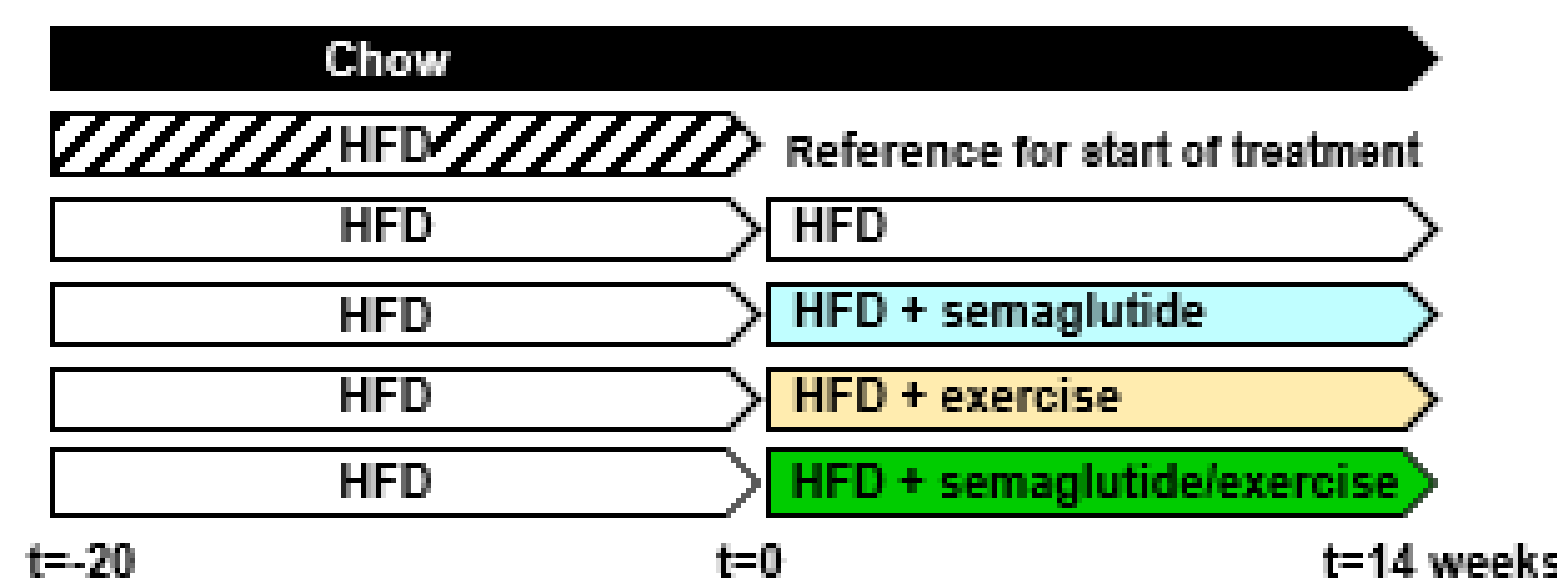 Chow
HFD Reference for start of treatment
HFD HFD
HFD HFD + semaglutide
HFD HFD + exercise
HFD HFD + semaglutide/exercise
t=-20 t=0 t=14 weeks